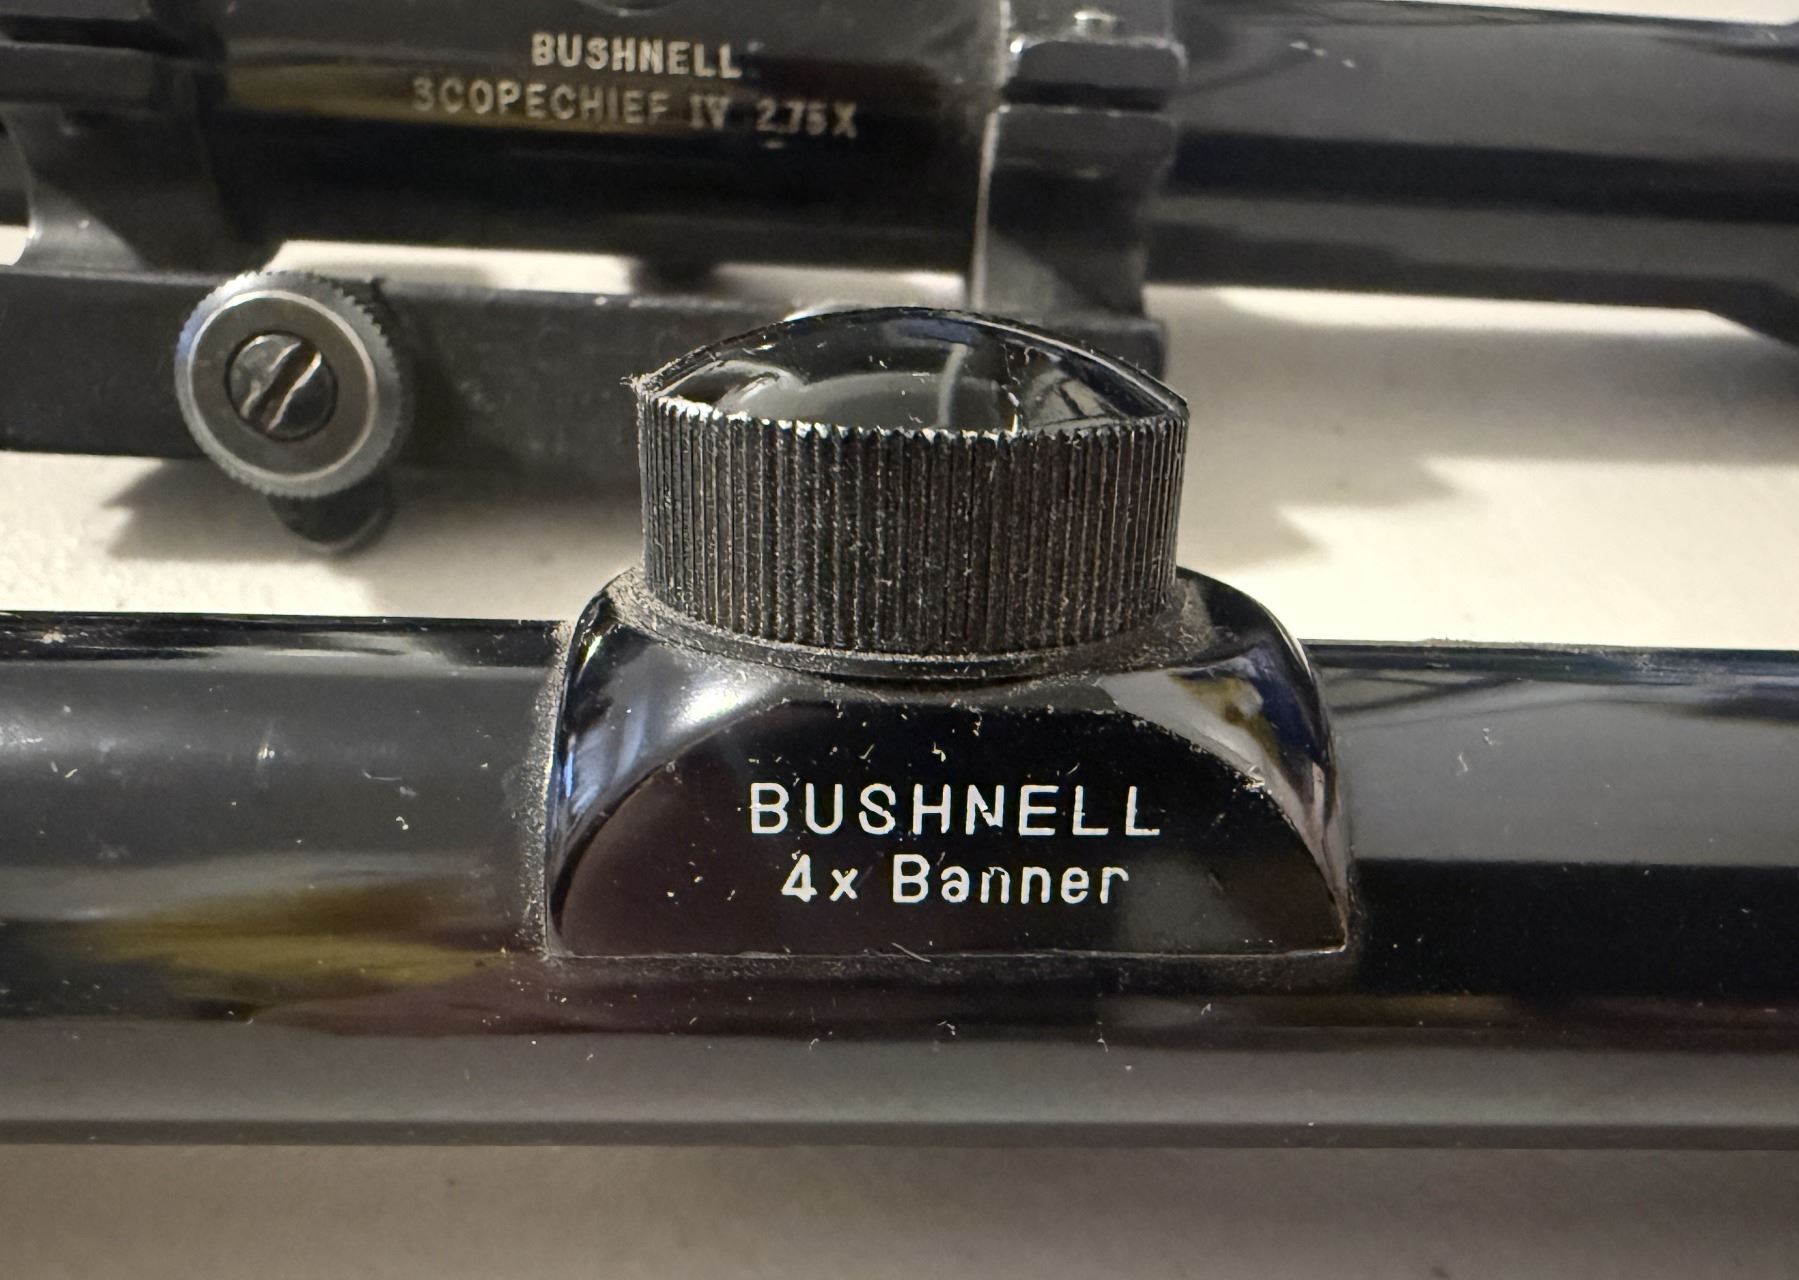 BUSHNELL
SCOPECHIEF IV 2.75X
BUSHNELL
4x Banner